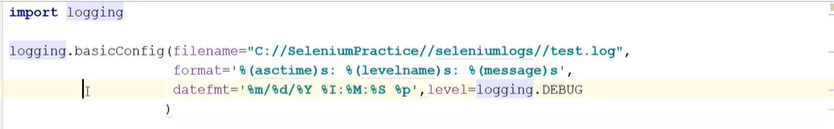 import logging
logging.basicConfig(filename="C://SeleniumPractice//seleniumlogs//test.log",
format='%(asctime)s: %(levelname)s: %(message)s',
datefmt='%m/%d/%Y %I:%M:%S %p',level=logging.DEBUG
)